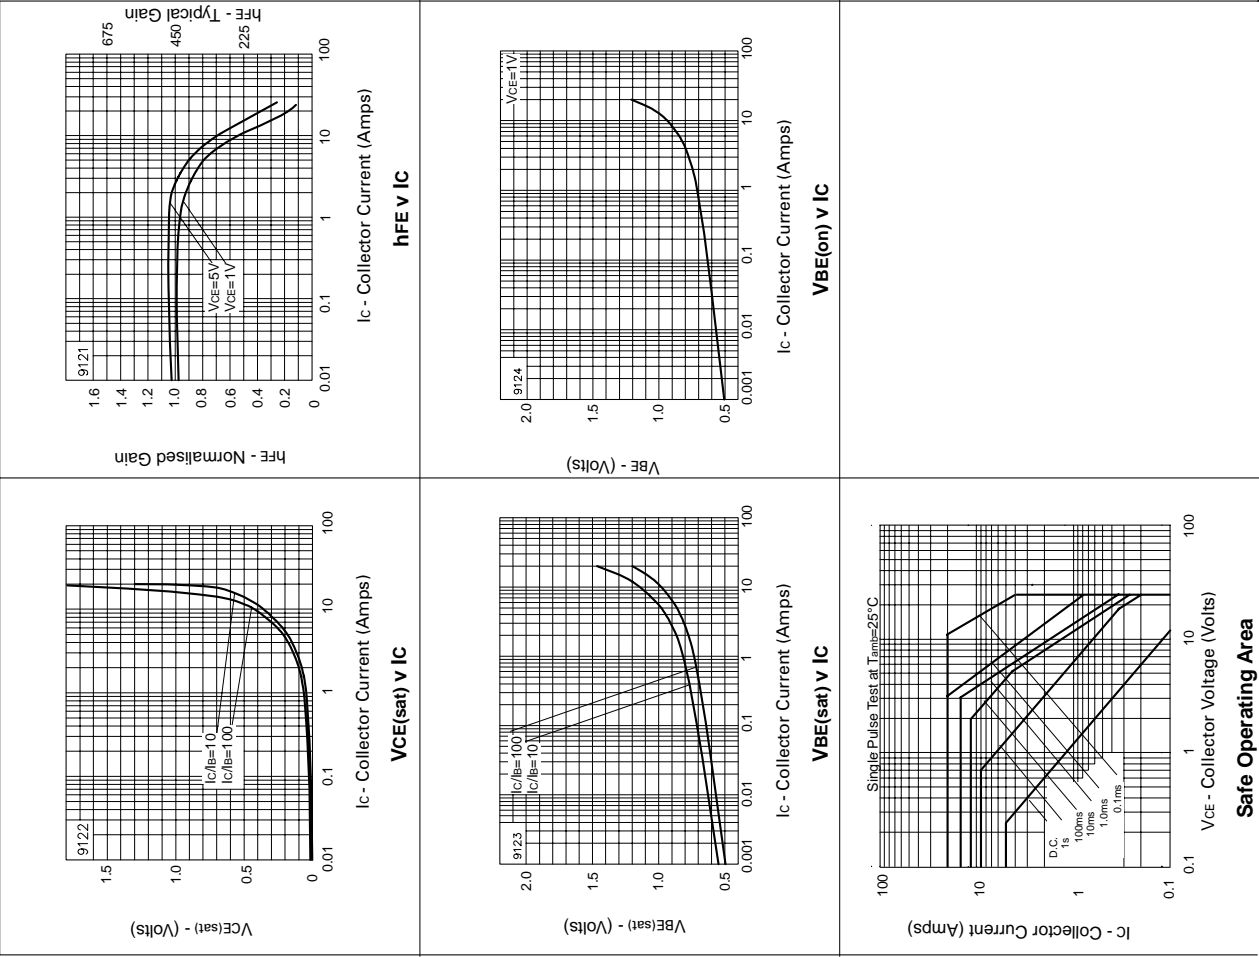 hFE - Typical Gain
675
450
225
9121
VCE=5V
VCE=1V
1.6
1.4
1.2
1.0
0.8
0.6
0.4
0.2
0
0.01
0.1
1
10
100
hFE - Normalised Gain
IC - Collector Current (Amps)
hFE v IC
9124
VCE=1V
2.0
1.5
1.0
0.5
0.001
0.01
0.1
1
10
100
VBE - (Volts)
IC - Collector Current (Amps)
VBE(on) v IC
9122
IC/IB=10
IC/IB=100
1.5
1.0
0.5
0
0.01
0.1
1
10
100
VCE(sat) - (Volts)
IC - Collector Current (Amps)
VCE(sat) v IC
9123
IC/IB=100
IC/IB=10
2.0
1.5
1.0
0.5
0.001
0.01
0.1
1
10
100
VBE(sat) - (Volts)
IC - Collector Current (Amps)
VBE(sat) v IC
Single Pulse Test at Tamb=25°C
D.C.
1s
100ms
10ms
1.0ms
0.1ms
100
10
1
0.1
0.1
1
10
100
IC - Collector Current (Amps)
VCE - Collector Voltage (Volts)
Safe Operating Area